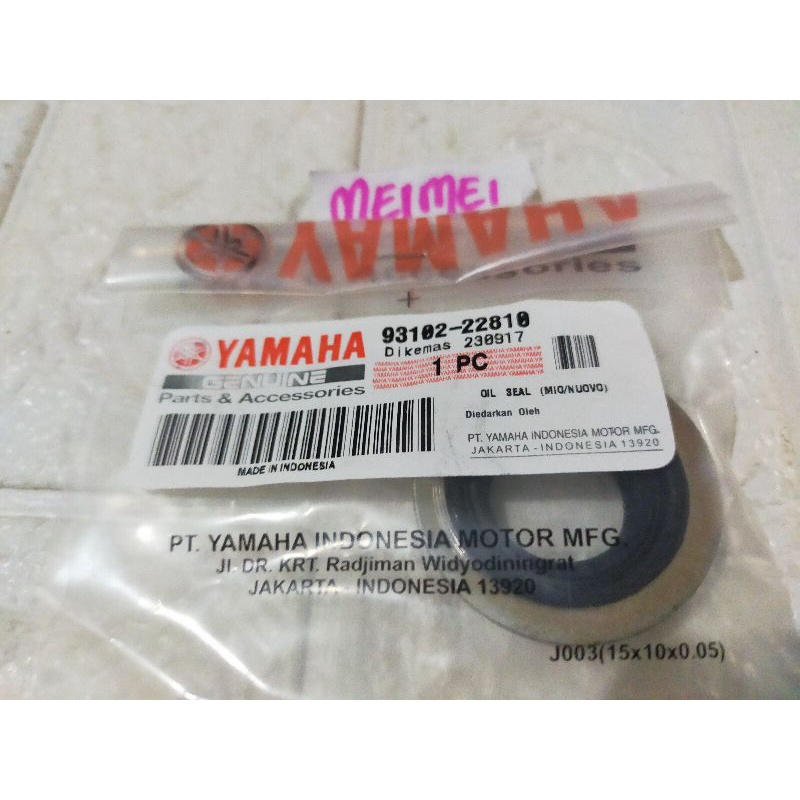 MEIMEI
YAMAHA
ssories
YAMAHA
93102-22810
GENUINE
Dikemas 230917
Parts & Accessories
1 PC
OIL SEAL (MIO/NUOVO)
Diedarkan Oleh
PT. YAMAHA INDONESIA MOTOR MFG.
JAKARTA - INDONESIA 13920
MADE IN INDONESIA
PT. YAMAHA INDONESIA MOTOR MFG.
Jl. DR. KRT. Radjiman Widyodiningrat
JAKARTA - INDONESIA 13920
J003(15x10x0.05)